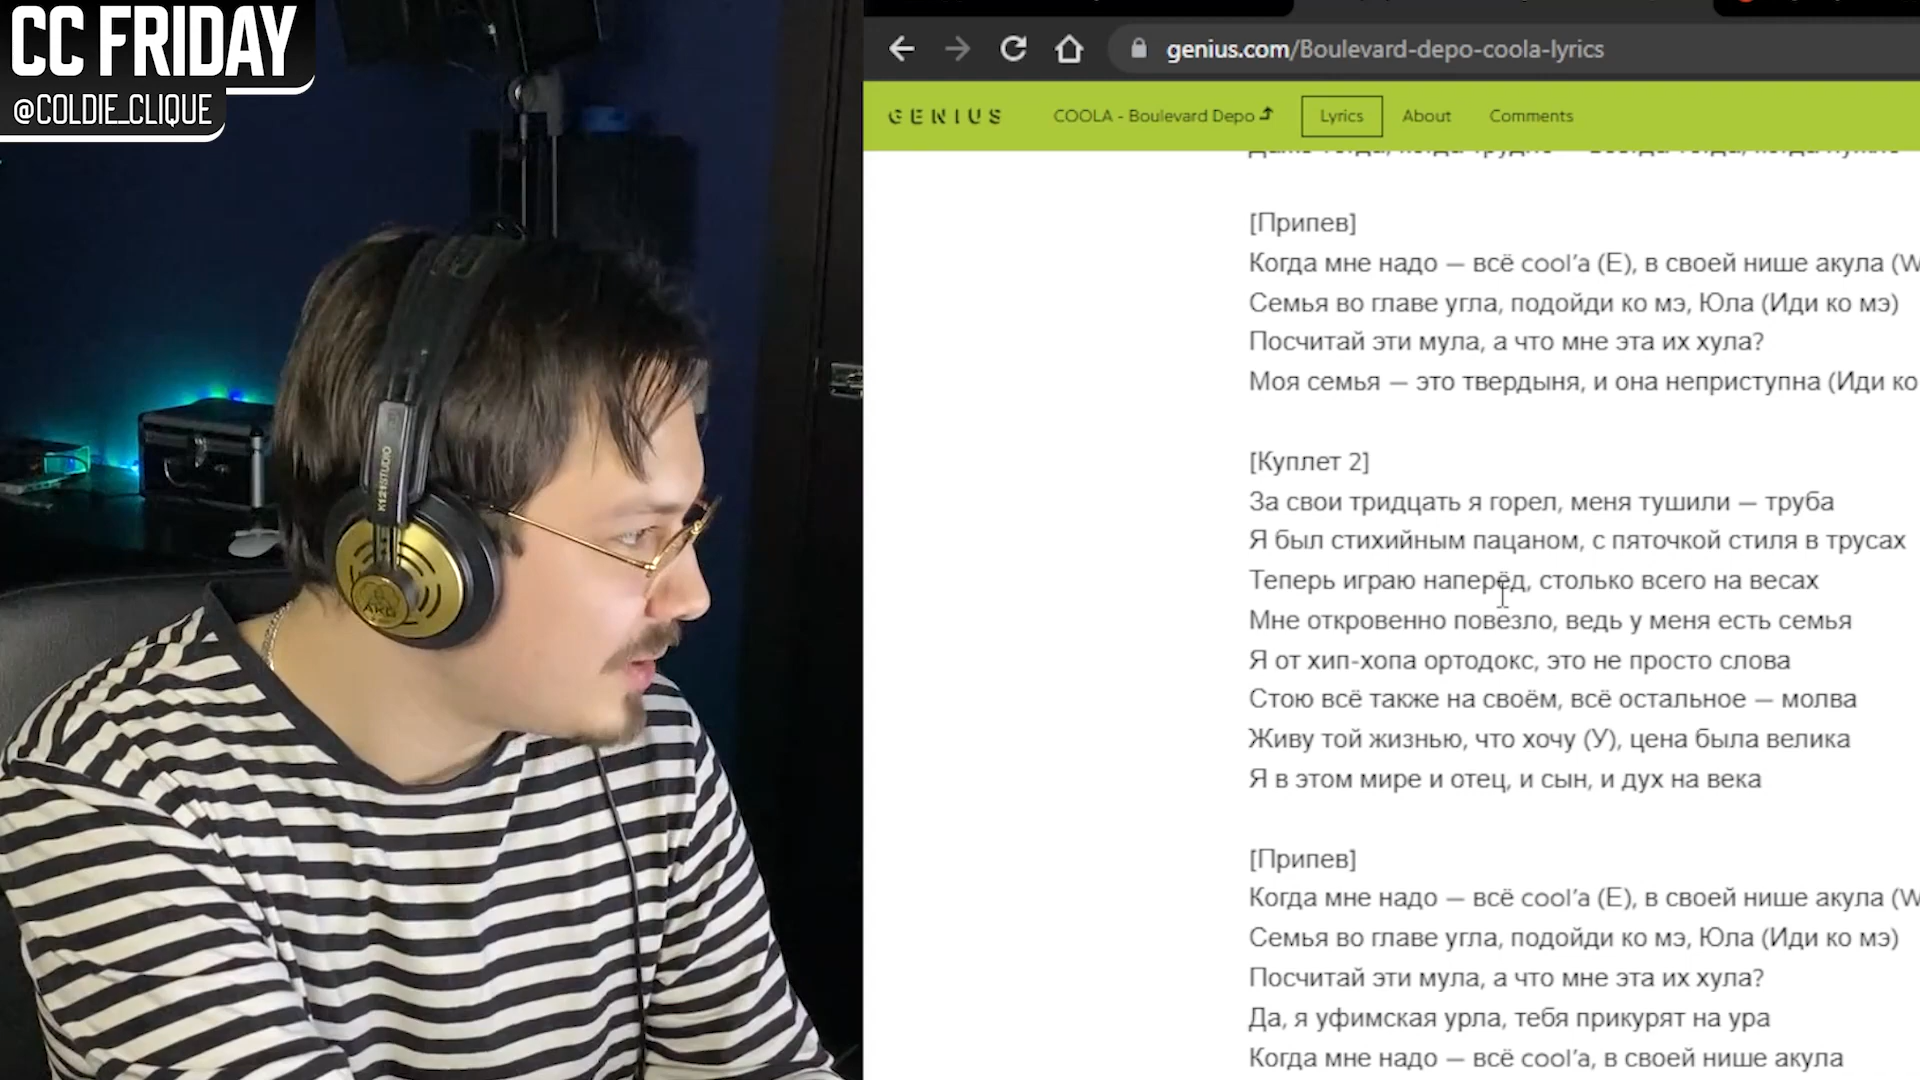 CC FRIDAY
@COLDIE_CLIQUE
K121STUDIO
AKG
genius.com/Boulevard-depo-coola-lyrics
GENIUS
COOLA - Boulevard Depo
Lyrics
About
Comments
[Припев]
Когда мне надо — всё cool’a (Е), в своей нише акула (W
Семья во главе угла, подойди ко мэ, Юла (Иди ко мэ)
Посчитай эти мула, а что мне эта их хула?
Моя семья — это твердыня, и она неприступна (Иди ко
[Куплет 2]
За свои тридцать я горел, меня тушили — труба
Я был стихийным пацаном, с пяточкой стиля в трусах
Теперь играю наперёд, столько всего на весах
Мне откровенно повезло, ведь у меня есть семья
Я от хип-хопа ортодокс, это не просто слова
Стою всё также на своём, всё остальное — молва
Живу той жизнью, что хочу (У), цена была велика
Я в этом мире и отец, и сын, и дух на века
[Припев]
Когда мне надо — всё cool’a (Е), в своей нише акула (W
Семья во главе угла, подойди ко мэ, Юла (Иди ко мэ)
Посчитай эти мула, а что мне эта их хула?
Да, я уфимская урла, тебя прикурят на ура
Когда мне надо — всё cool’a, в своей нише акула